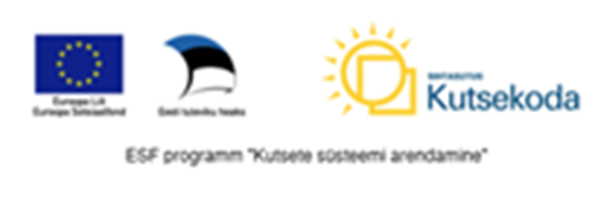 Euroopa Liit
Euroopa Sotsiaalfond
Eesti tuleviku heaks
SIHTASUTUS
Kutsekoda
ESF programm "Kutsete süsteemi arendamine"